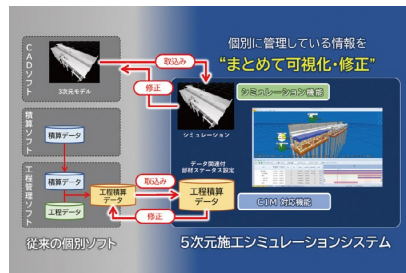 個別に管理している情報を
“まとめて可視化・修正”
CADソフト
3次元モデル
取込み
修正
シミュレーション
シミュレーション機能
積算ソフト
積算データ
工程管理ソフト
積算データ
工程データ
工程積算
データ
取込み
修正
データ関連付
部材ステータス設定
工程積算
データ
CIM 対応機能
従来の個別ソフト
5次元施工シミュレーションシステム